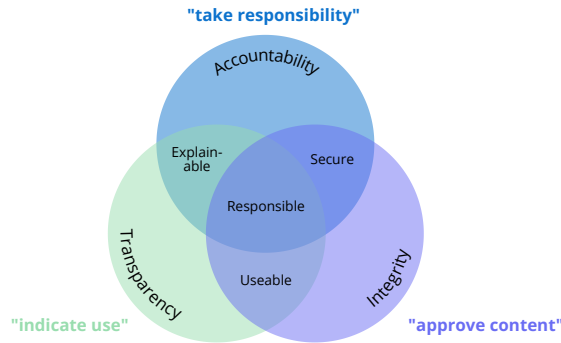 "take responsibility"
Accountability
Explain-
able
Secure
Responsible
Transparency
Integrity
Useable
"indicate use"
"approve content"